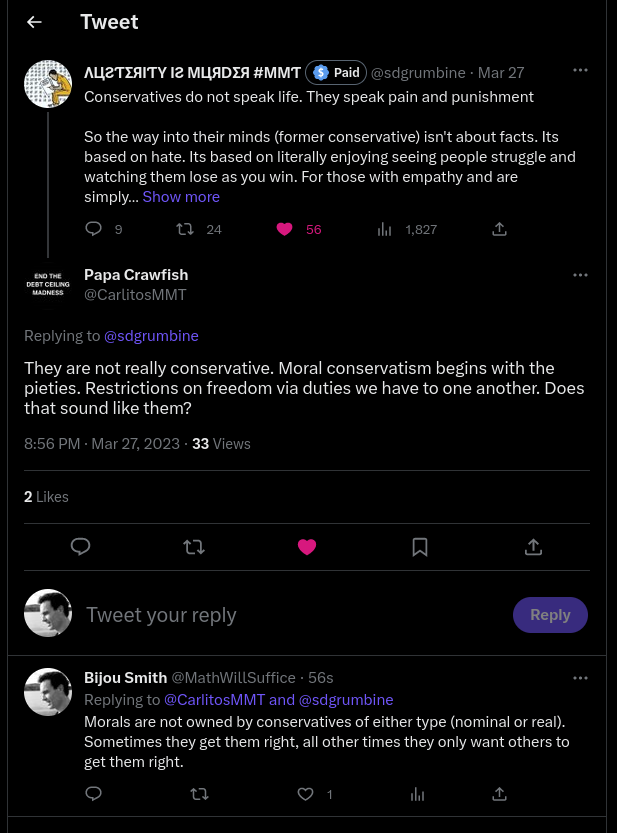 Tweet
ΛЦƧTΣЯIТY IƧ MЦЯDΣЯ #MMT Paid @sdgrumbine · Mar 27
Conservatives do not speak life. They speak pain and punishment
So the way into their minds (former conservative) isn't about facts. Its
based on hate. Its based on literally enjoying seeing people struggle and
watching them lose as you win. For those with empathy and are
simply... Show more
9 24 56 1,827
END THE
DEBT CEILING
MADNESS
Papa Crawfish
@CarlitosMMT
Replying to @sdgrumbine
They are not really conservative. Moral conservatism begins with the
pieties. Restrictions on freedom via duties we have to one another. Does
that sound like them?
8:56 PM · Mar 27, 2023 · 33 Views
2 Likes
Tweet your reply
Reply
Bijou Smith @MathWillSuffice · 56s
Replying to @CarlitosMMT and @sdgrumbine
Morals are not owned by conservatives of either type (nominal or real).
Sometimes they get them right, all other times they only want others to
get them right.
1